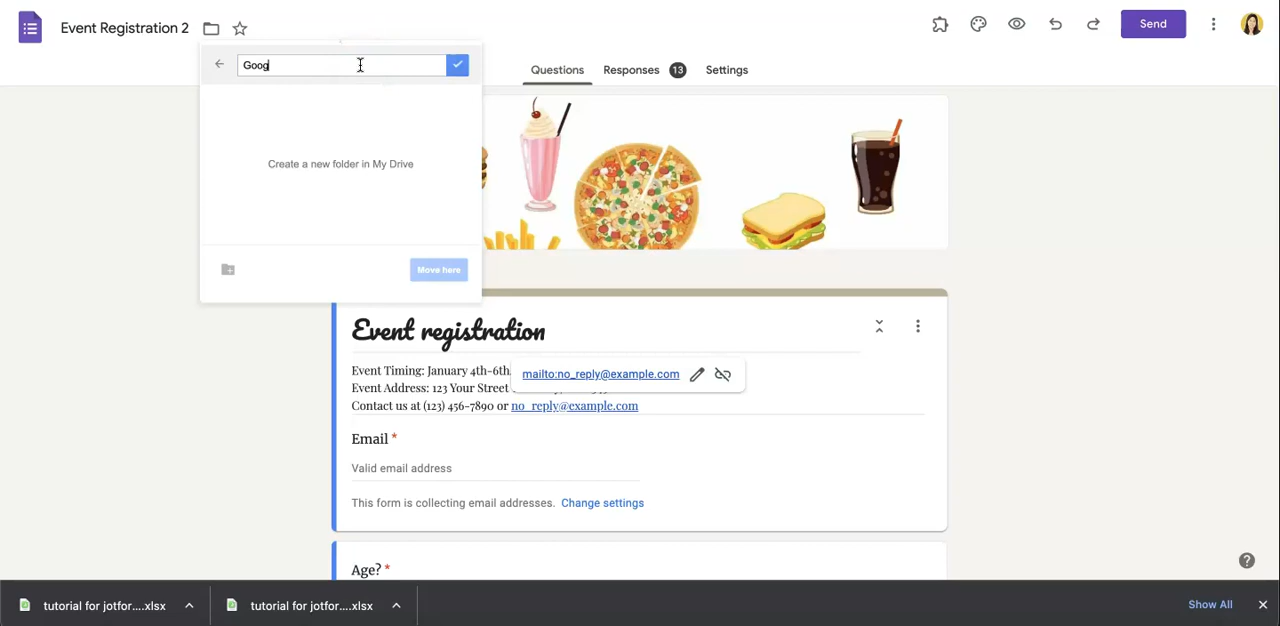 Event Registration 2
Send
Goog
Questions
Responses 13
Settings
Create a new folder in My Drive
Move here
Event registration
Event Timing: January 4th-6th,
Event Address: 123 Your Street
mailto:no_reply@example.com
Contact us at (123) 456-7890 or no_reply@example.com
Email *
Valid email address
This form is collecting email addresses. Change settings
Age? *
tutorial for jotfor....xlsx
tutorial for jotfor....xlsx
Show All